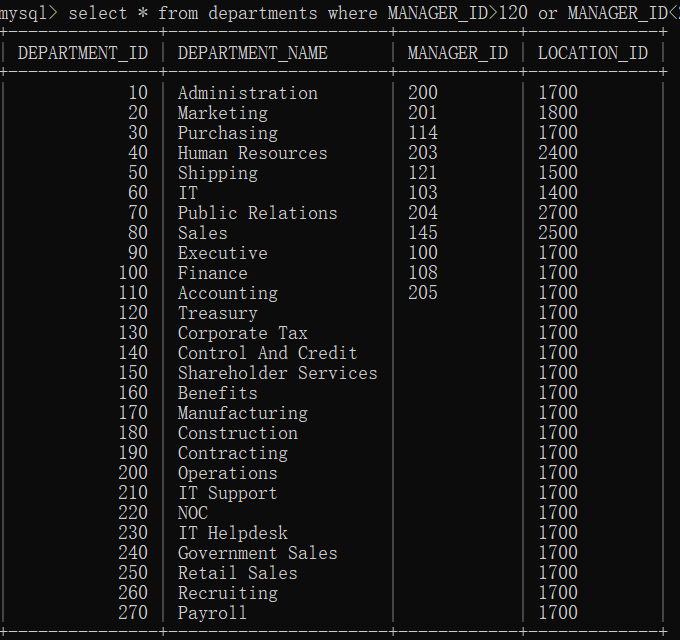 mysql> select * from departments where MANAGER_ID>120 or MANAGER_ID<
DEPARTMENT_ID | DEPARTMENT_NAME | MANAGER_ID | LOCATION_ID
10 | Administration | 200 | 1700
20 | Marketing | 201 | 1800
30 | Purchasing | 114 | 1700
40 | Human Resources | 203 | 2400
50 | Shipping | 121 | 1500
60 | IT | 103 | 1400
70 | Public Relations | 204 | 2700
80 | Sales | 145 | 2500
90 | Executive | 100 | 1700
100 | Finance | 108 | 1700
110 | Accounting | 205 | 1700
120 | Treasury | | 1700
130 | Corporate Tax | | 1700
140 | Control And Credit | | 1700
150 | Shareholder Services | | 1700
160 | Benefits | | 1700
170 | Manufacturing | | 1700
180 | Construction | | 1700
190 | Contracting | | 1700
200 | Operations | | 1700
210 | IT Support | | 1700
220 | NOC | | 1700
230 | IT Helpdesk | | 1700
240 | Government Sales | | 1700
250 | Retail Sales | | 1700
260 | Recruiting | | 1700
270 | Payroll | | 1700